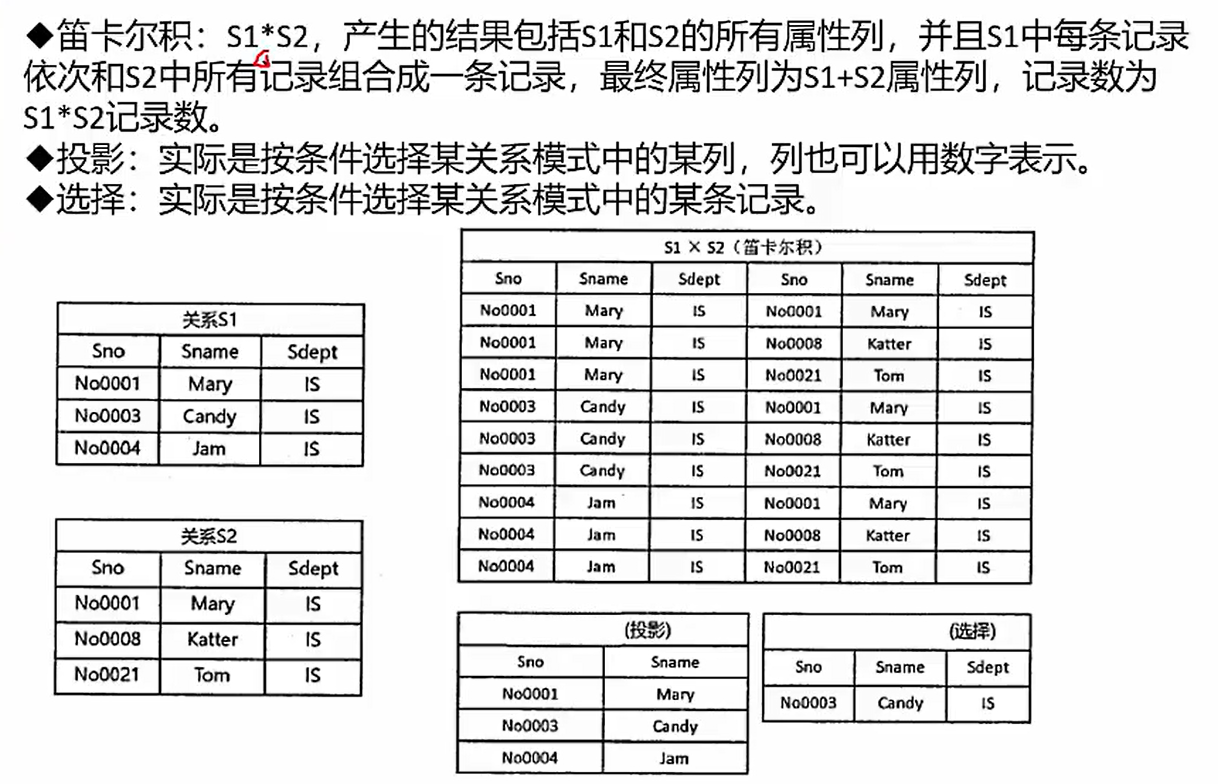 ◆笛卡尔积：S1*S2，产生的结果包括S1和S2的所有属性列，并且S1中每条记录
依次和S2中所有记录组合成一条记录，最终属性列为S1+S2属性列，记录数为
S1*S2记录数。
◆投影：实际是按条件选择某关系模式中的某列，列也可以用数字表示。
◆选择：实际是按条件选择某关系模式中的某条记录。
关系S1
Sno Sname Sdept
No0001 Mary IS
No0003 Candy IS
No0004 Jam IS
关系S2
Sno Sname Sdept
No0001 Mary IS
No0008 Katter IS
No0021 Tom IS
S1 × S2（笛卡尔积）
Sno Sname Sdept Sno Sname Sdept
No0001 Mary IS No0001 Mary IS
No0001 Mary IS No0008 Katter IS
No0001 Mary IS No0021 Tom IS
No0003 Candy IS No0001 Mary IS
No0003 Candy IS No0008 Katter IS
No0003 Candy IS No0021 Tom IS
No0004 Jam IS No0001 Mary IS
No0004 Jam IS No0008 Katter IS
No0004 Jam IS No0021 Tom IS
(投影)
Sno Sname
No0001 Mary
No0003 Candy
No0004 Jam
(选择)
Sno Sname Sdept
No0003 Candy IS